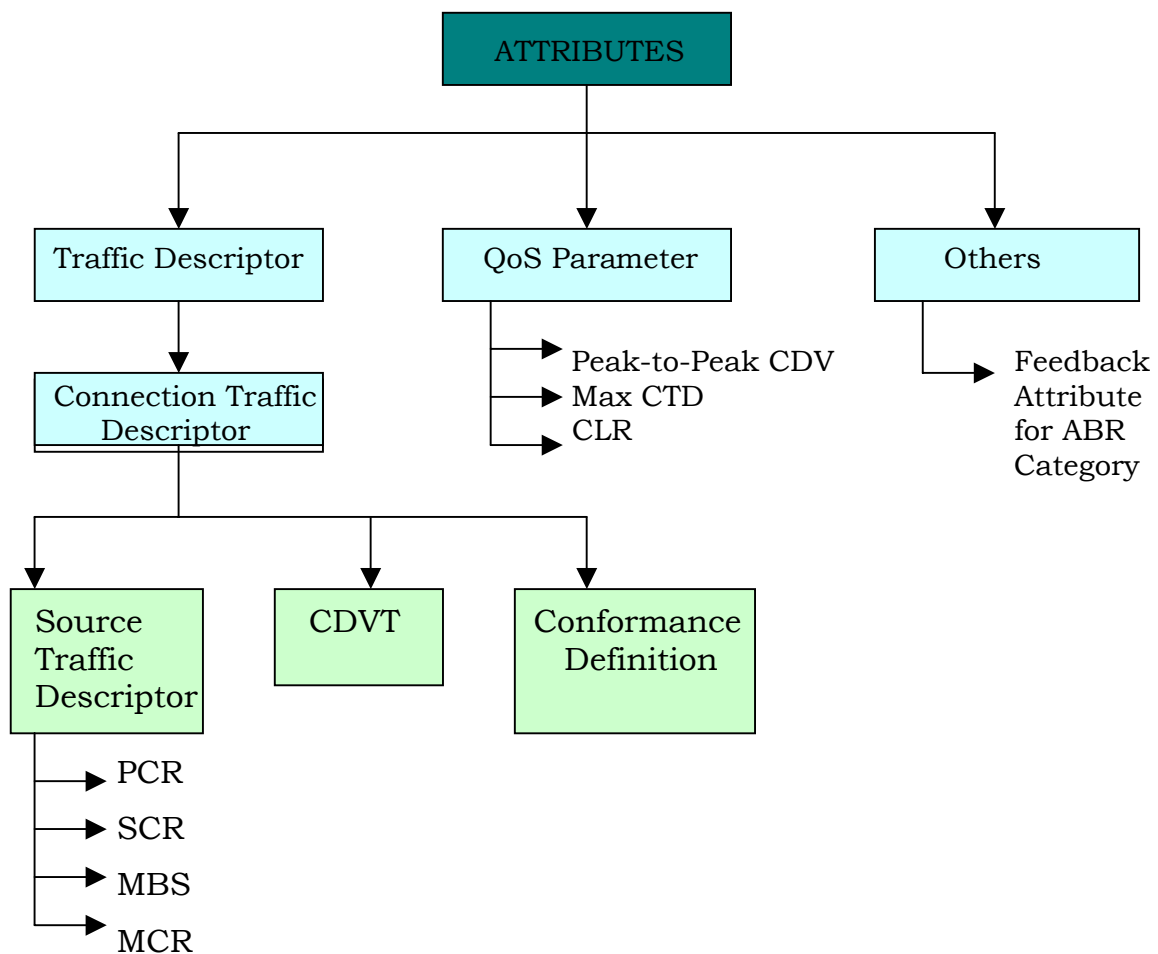 ATTRIBUTES
Traffic Descriptor
QoS Parameter
Others
Connection Traffic
Descriptor
Peak-to-Peak CDV
Max CTD
CLR
Feedback
Attribute
for ABR
Category
Source
Traffic
Descriptor
CDVT
Conformance
Definition
PCR
SCR
MBS
MCR